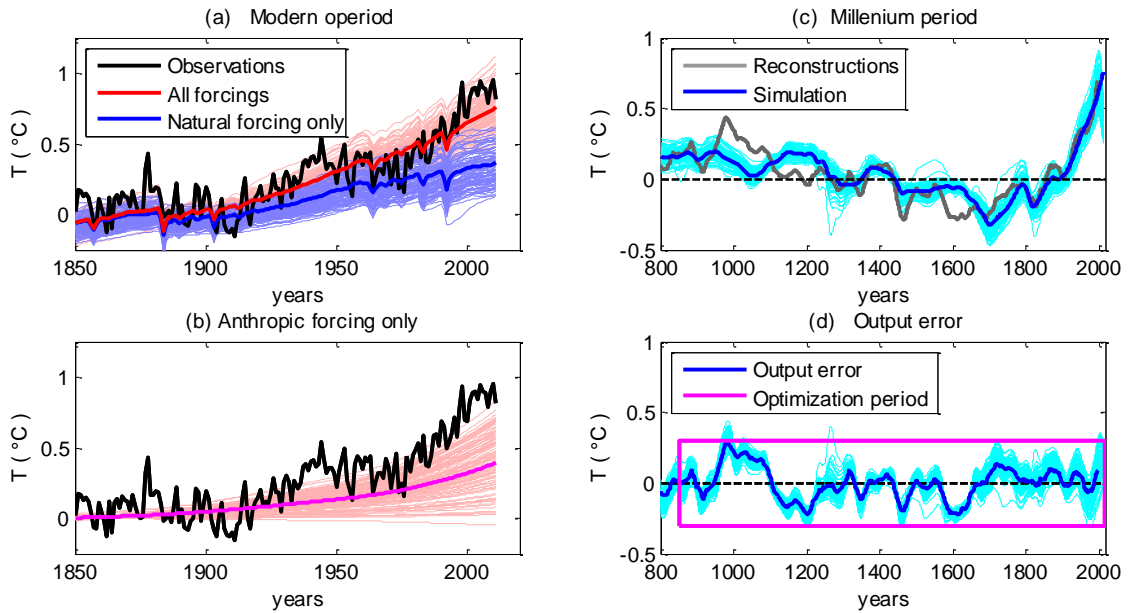 (a) Modern operiod
T ( °C)
1
0.5
0
Observations
All forcings
Natural forcing only
1850
1900
1950
2000
years
(c) Millenium period
T ( °C)
1
0.5
0
-0.5
Reconstructions
Simulation
800
1000
1200
1400
1600
1800
2000
years
(b) Anthropic forcing only
T ( °C)
1
0.5
0
1850
1900
1950
2000
years
(d) Output error
T ( °C)
1
0.5
0
-0.5
Output error
Optimization period
800
1000
1200
1400
1600
1800
2000
years